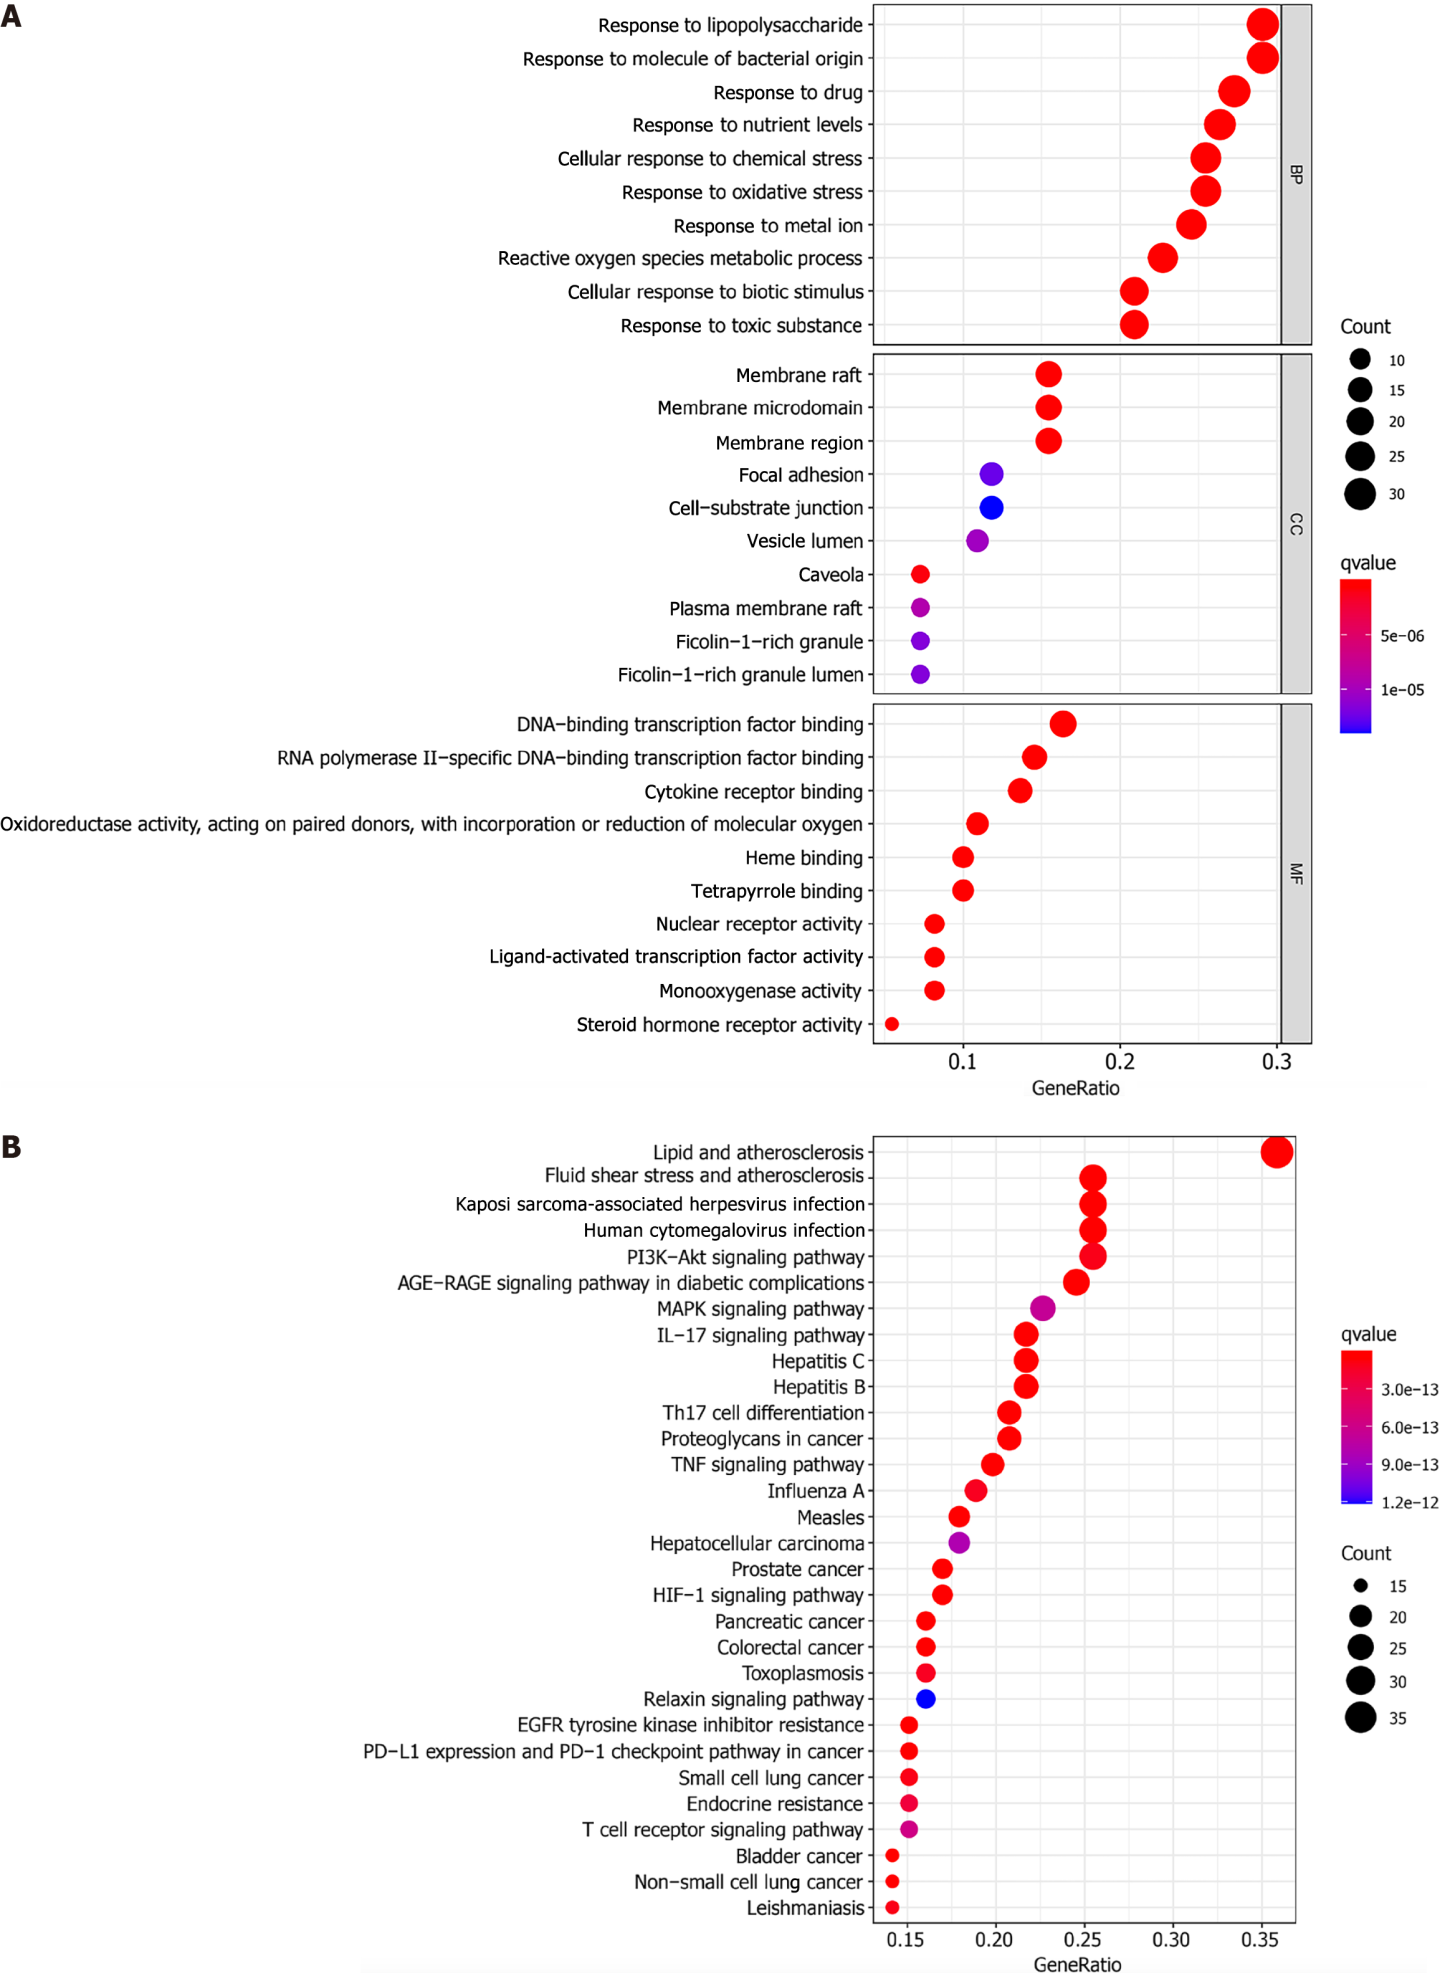 A
Response to lipopolysaccharide
Response to molecule of bacterial origin
Response to drug
Response to nutrient levels
Cellular response to chemical stress
Response to oxidative stress
Response to metal ion
Reactive oxygen species metabolic process
Cellular response to biotic stimulus
Response to toxic substance
BP
Membrane raft
Membrane microdomain
Membrane region
Focal adhesion
Cell−substrate junction
Vesicle lumen
Caveola
Plasma membrane raft
Ficolin−1−rich granule
Ficolin−1−rich granule lumen
CC
DNA−binding transcription factor binding
RNA polymerase II−specific DNA−binding transcription factor binding
Cytokine receptor binding
Oxidoreductase activity, acting on paired donors, with incorporation or reduction of molecular oxygen
Heme binding
Tetrapyrrole binding
Nuclear receptor activity
Ligand-activated transcription factor activity
Monooxygenase activity
Steroid hormone receptor activity
MF
0.1 0.2 0.3
GeneRatio
Count
10
15
20
25
30
qvalue
5e−06
1e−05
B
Lipid and atherosclerosis
Fluid shear stress and atherosclerosis
Kaposi sarcoma-associated herpesvirus infection
Human cytomegalovirus infection
PI3K−Akt signaling pathway
AGE−RAGE signaling pathway in diabetic complications
MAPK signaling pathway
IL−17 signaling pathway
Hepatitis C
Hepatitis B
Th17 cell differentiation
Proteoglycans in cancer
TNF signaling pathway
Influenza A
Measles
Hepatocellular carcinoma
Prostate cancer
HIF−1 signaling pathway
Pancreatic cancer
Colorectal cancer
Toxoplasmosis
Relaxin signaling pathway
EGFR tyrosine kinase inhibitor resistance
PD−L1 expression and PD−1 checkpoint pathway in cancer
Small cell lung cancer
Endocrine resistance
T cell receptor signaling pathway
Bladder cancer
Non−small cell lung cancer
Leishmaniasis
0.15 0.20 0.25 0.30 0.35
GeneRatio
qvalue
3.0e−13
6.0e−13
9.0e−13
1.2e−12
Count
15
20
25
30
35